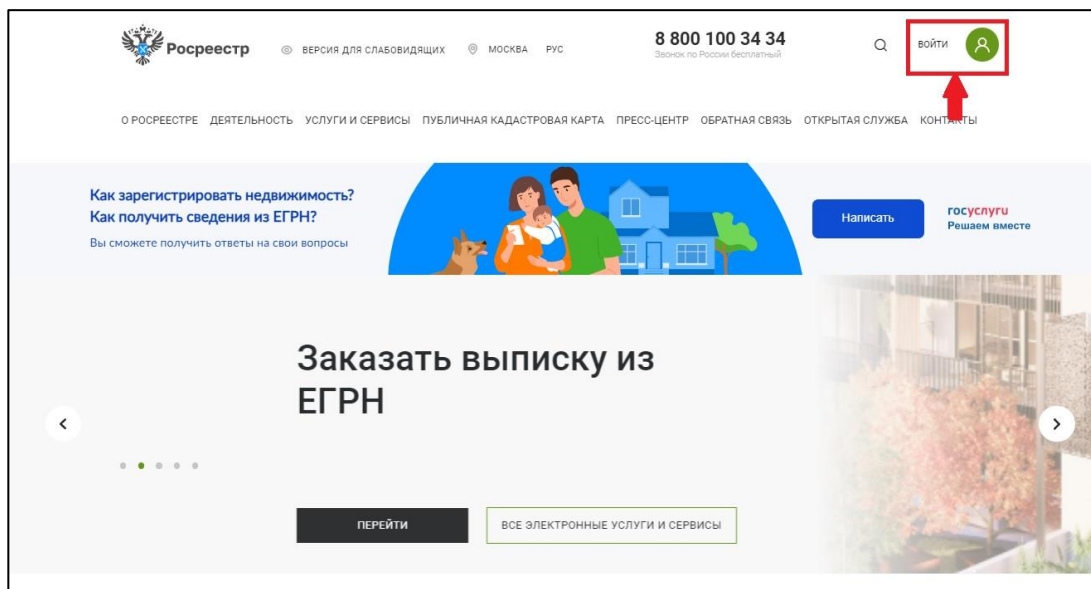 Росреестр
ВЕРСИЯ ДЛЯ СЛАБОВИДЯЩИХ
МОСКВА
РУС
8 800 100 34 34
Звонок по России бесплатный
ВОЙТИ
О РОСРЕЕСТРЕ ДЕЯТЕЛЬНОСТЬ УСЛУГИ И СЕРВИСЫ ПУБЛИЧНАЯ КАДАСТРОВАЯ КАРТА ПРЕСС-ЦЕНТР ОБРАТНАЯ СВЯЗЬ ОТКРЫТАЯ СЛУЖБА КОНТАКТЫ
Как зарегистрировать недвижимость?
Как получить сведения из ЕГРН?
Вы сможете получить ответы на свои вопросы
Написать
госуслуги
Решаем вместе
Заказать выписку из
ЕГРН
ПЕРЕЙТИ
ВСЕ ЭЛЕКТРОННЫЕ УСЛУГИ И СЕРВИСЫ